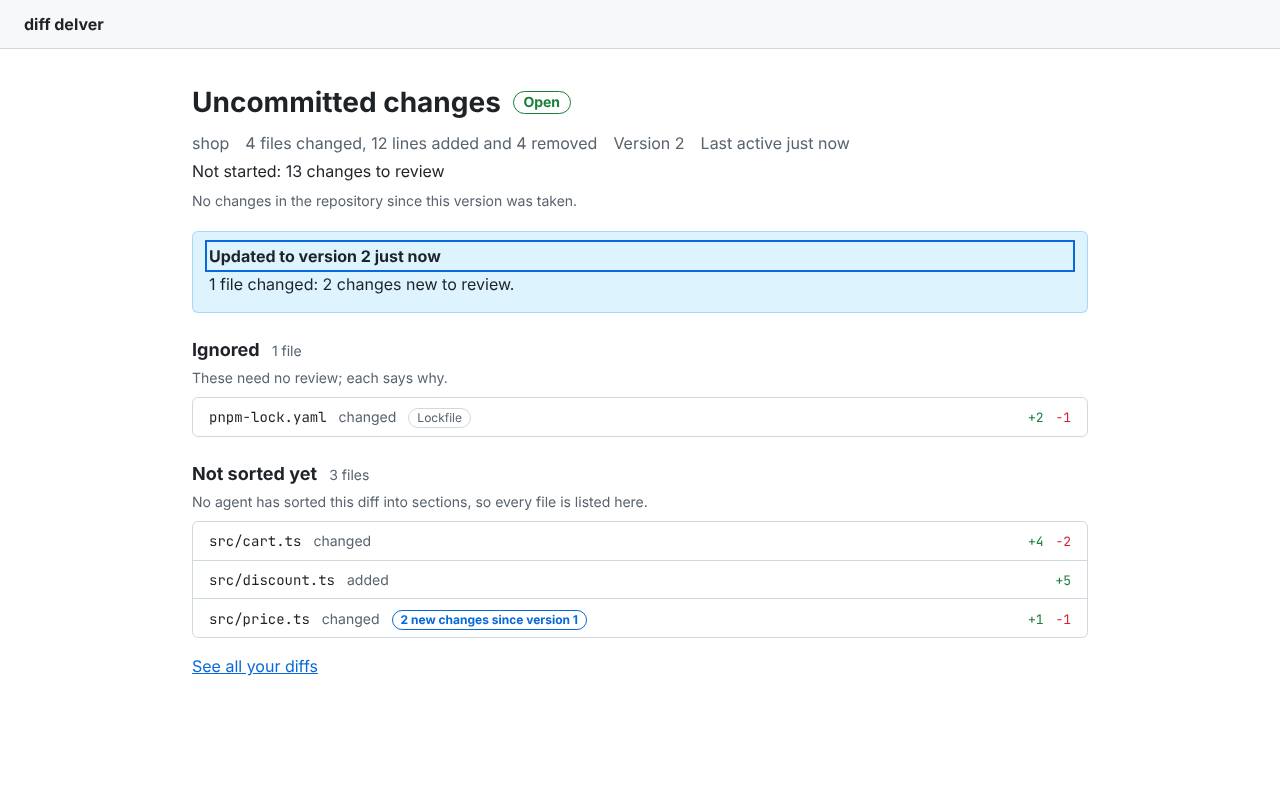 diff delver
Uncommitted changes Open
shop 4 files changed, 12 lines added and 4 removed Version 2 Last active just now
Not started: 13 changes to review
No changes in the repository since this version was taken.
Updated to version 2 just now
1 file changed: 2 changes new to review.
Ignored 1 file
These need no review; each says why.
pnpm-lock.yaml changed Lockfile +2 -1
Not sorted yet 3 files
No agent has sorted this diff into sections, so every file is listed here.
src/cart.ts changed +4 -2
src/discount.ts added +5
src/price.ts changed 2 new changes since version 1 +1 -1
See all your diffs